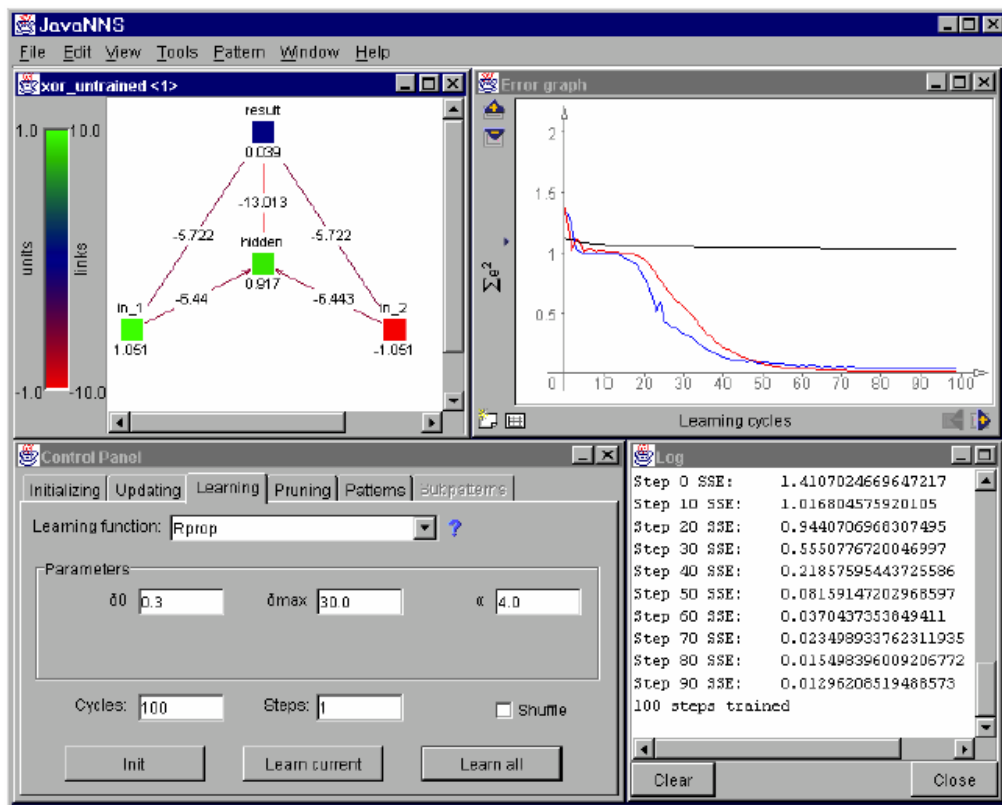 JavaNNS
File Edit View Tools Pattern Window Help
xor_untrained <1>
1.0 10.0
units
links
-1.0 -10.0
result
0.039
-13.013
-5.722 -5.722
hidden
0.917
-6.44 -6.443
in_1 in_2
1.051 -1.051
Error graph
∑e²
2
1.5
1
0.5
0 10 20 30 40 50 60 70 80 90 100
Learning cycles
Control Panel
Initializing Updating Learning Pruning Patterns Subpatterns
Learning function: Rprop ?
Parameters
δ0 0.3 δmax 30.0 α 4.0
Cycles: 100 Steps: 1 Shuffle
Init Learn current Learn all
Log
Step 0 SSE: 1.4107024669647217
Step 10 SSE: 1.016804575920105
Step 20 SSE: 0.9440706968307495
Step 30 SSE: 0.5550776720046997
Step 40 SSE: 0.21857595443725586
Step 50 SSE: 0.08159147202968597
Step 60 SSE: 0.0370437353849411
Step 70 SSE: 0.023498933762311935
Step 80 SSE: 0.015498396009206772
Step 90 SSE: 0.01296208519488573
100 steps trained
Clear Close